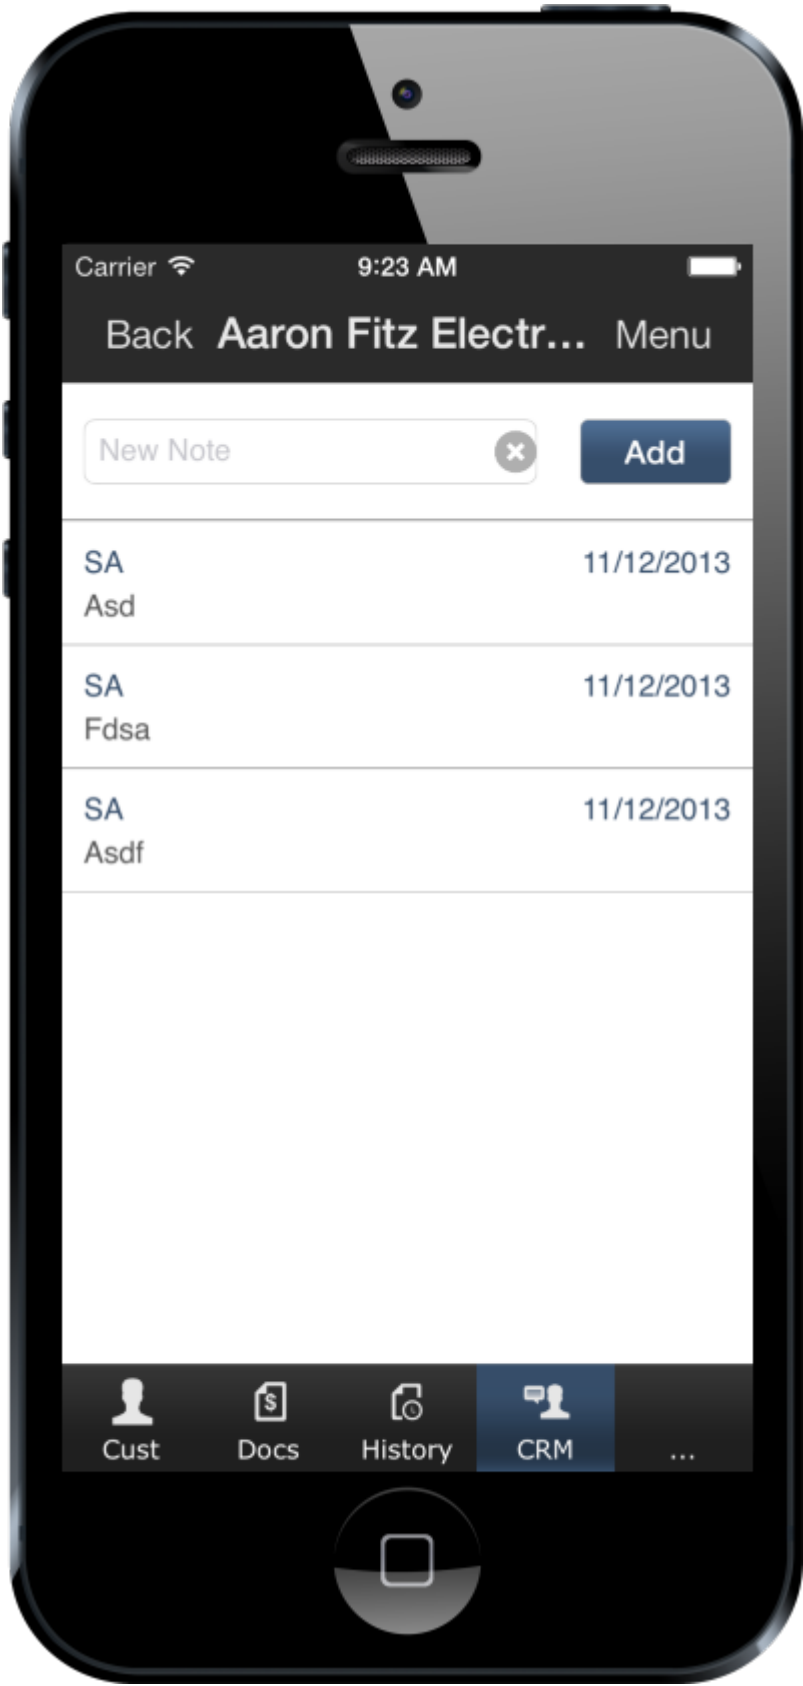 Carrier 9:23 AM
Back Aaron Fitz Electr... Menu
New Note Add
SA 11/12/2013
Asd
SA 11/12/2013
Fdsa
SA 11/12/2013
Asdf
Cust Docs History CRM ...